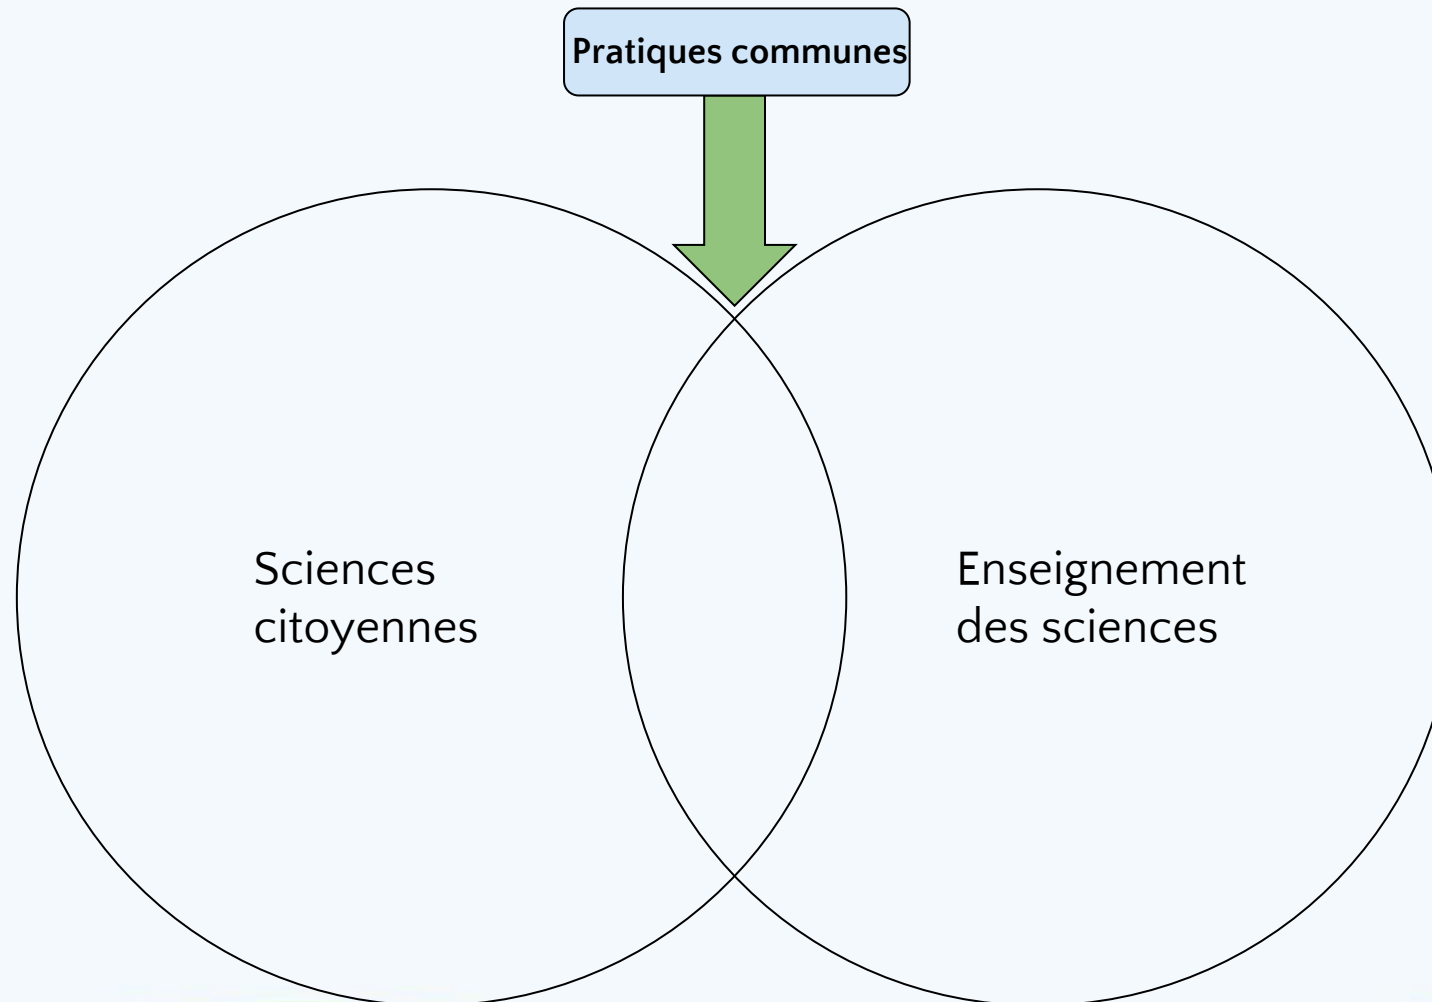 Pratiques communes
Sciences
citoyennes
Enseignement
des sciences